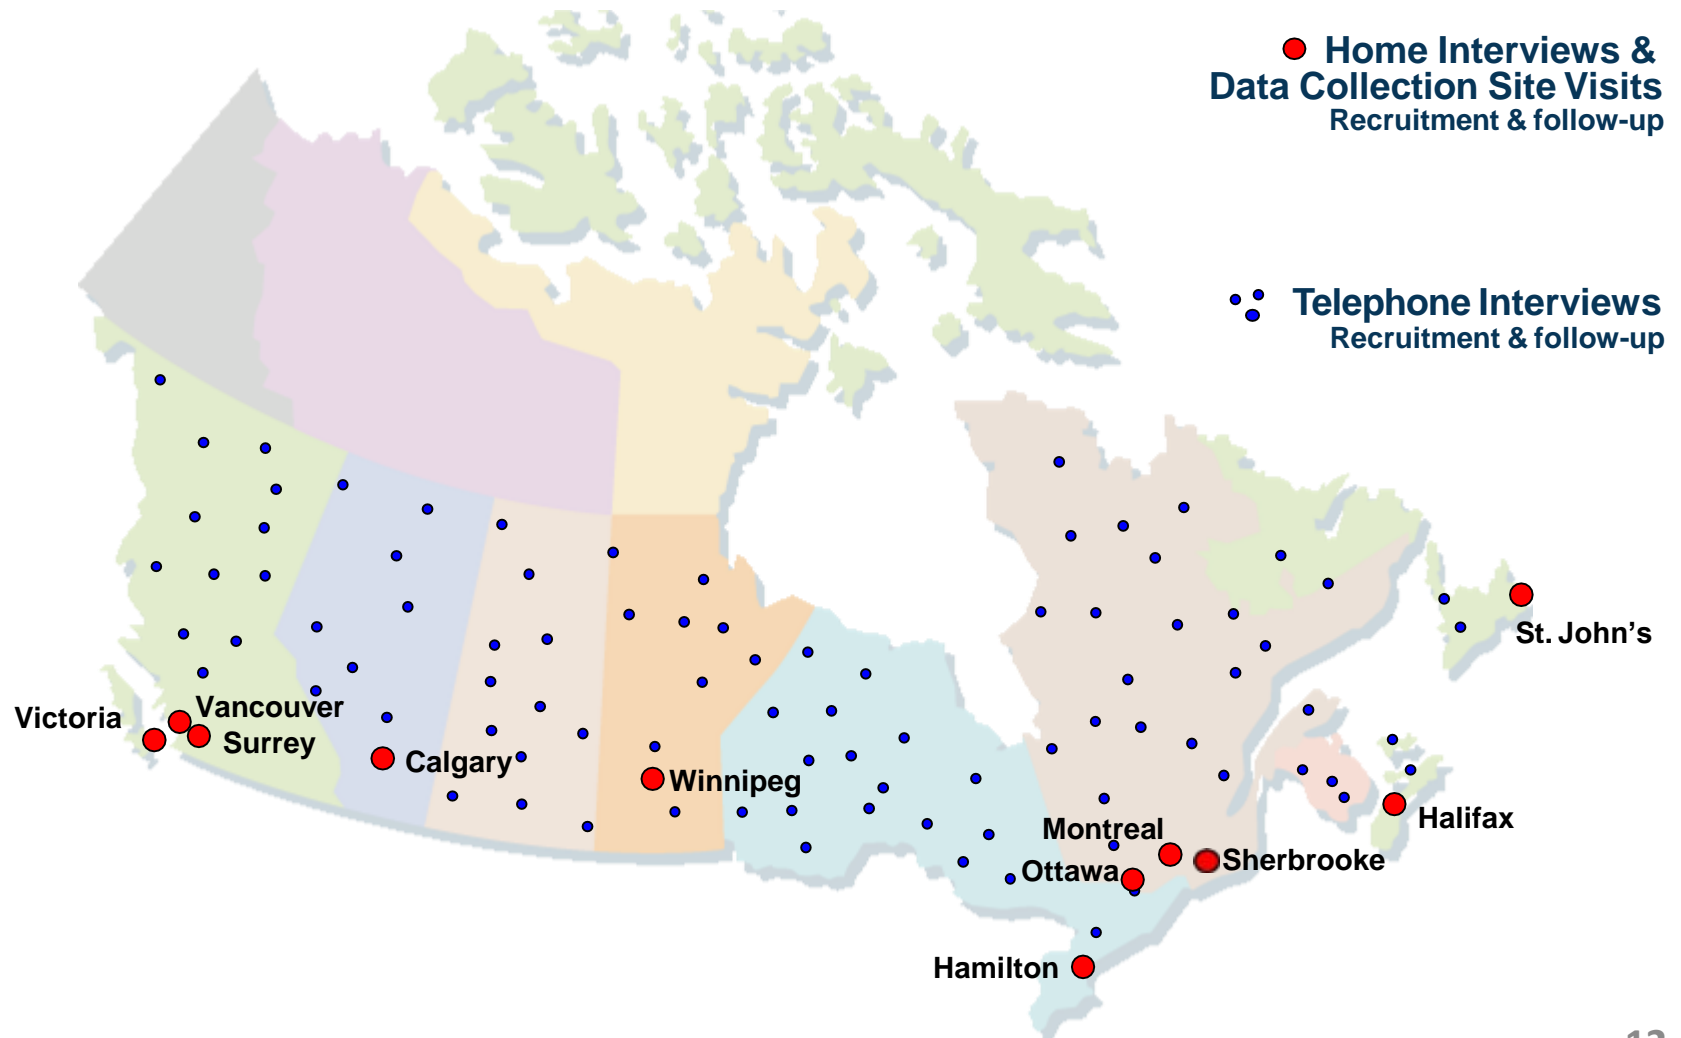 Home Interviews &
Data Collection Site Visits
Recruitment & follow-up
Telephone Interviews
Recruitment & follow-up
St. John’s
Victoria
Vancouver
Surrey
Calgary
Winnipeg
Halifax
Montreal
Sherbrooke
Ottawa
Hamilton